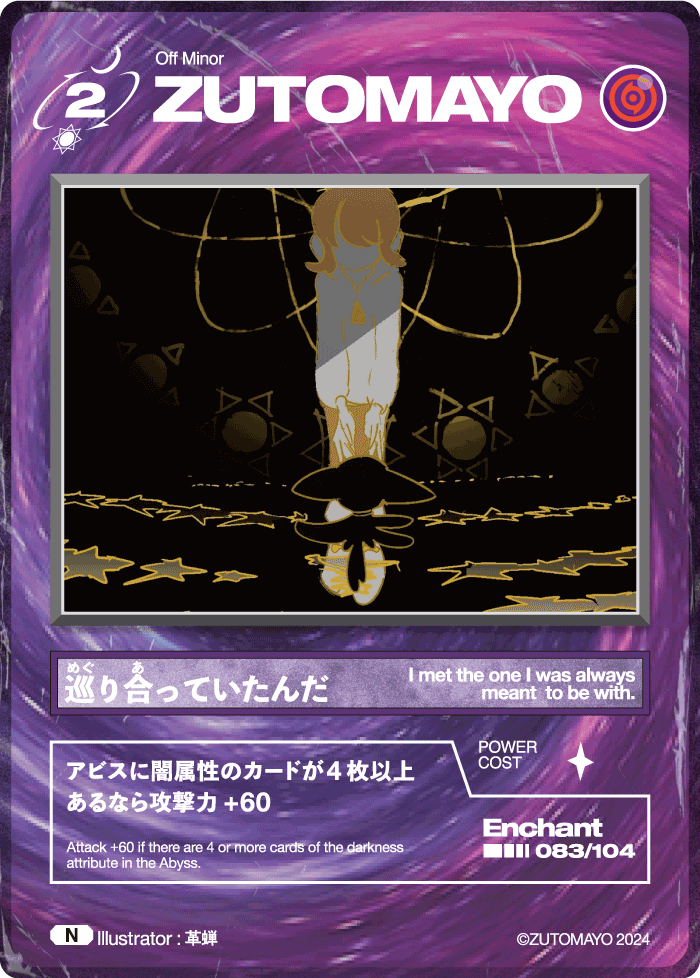 Off Minor
2
ZUTOMAYO
巡り合っていたんだ
めぐ あ
I met the one I was always
meant to be with.
アビスに闇属性のカードが4枚以上
あるなら攻撃力+60
Attack +60 if there are 4 or more cards of the darkness
attribute in the Abyss.
POWER
COST
Enchant
083/104
N Illustrator : 革蝉
©ZUTOMAYO 2024